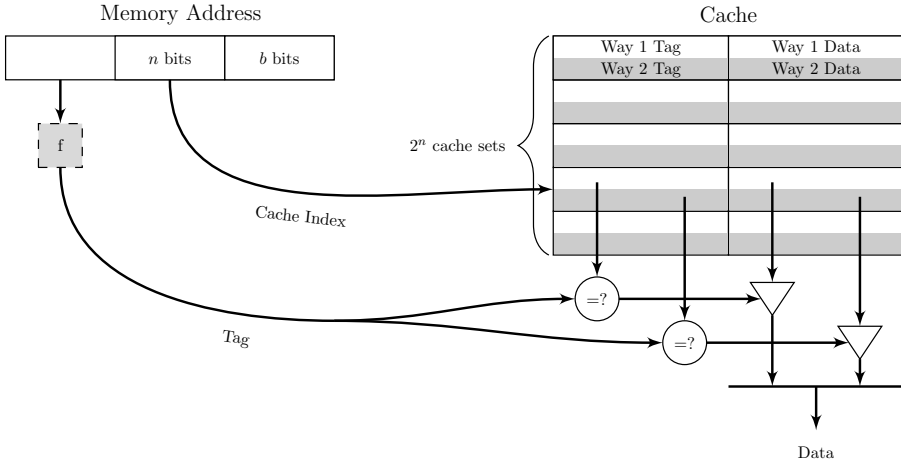 Memory Address
n bits
b bits
f
Cache Index
Tag
Cache
Way 1 Tag
Way 1 Data
Way 2 Tag
Way 2 Data
2ⁿ cache sets
=?
=?
Data